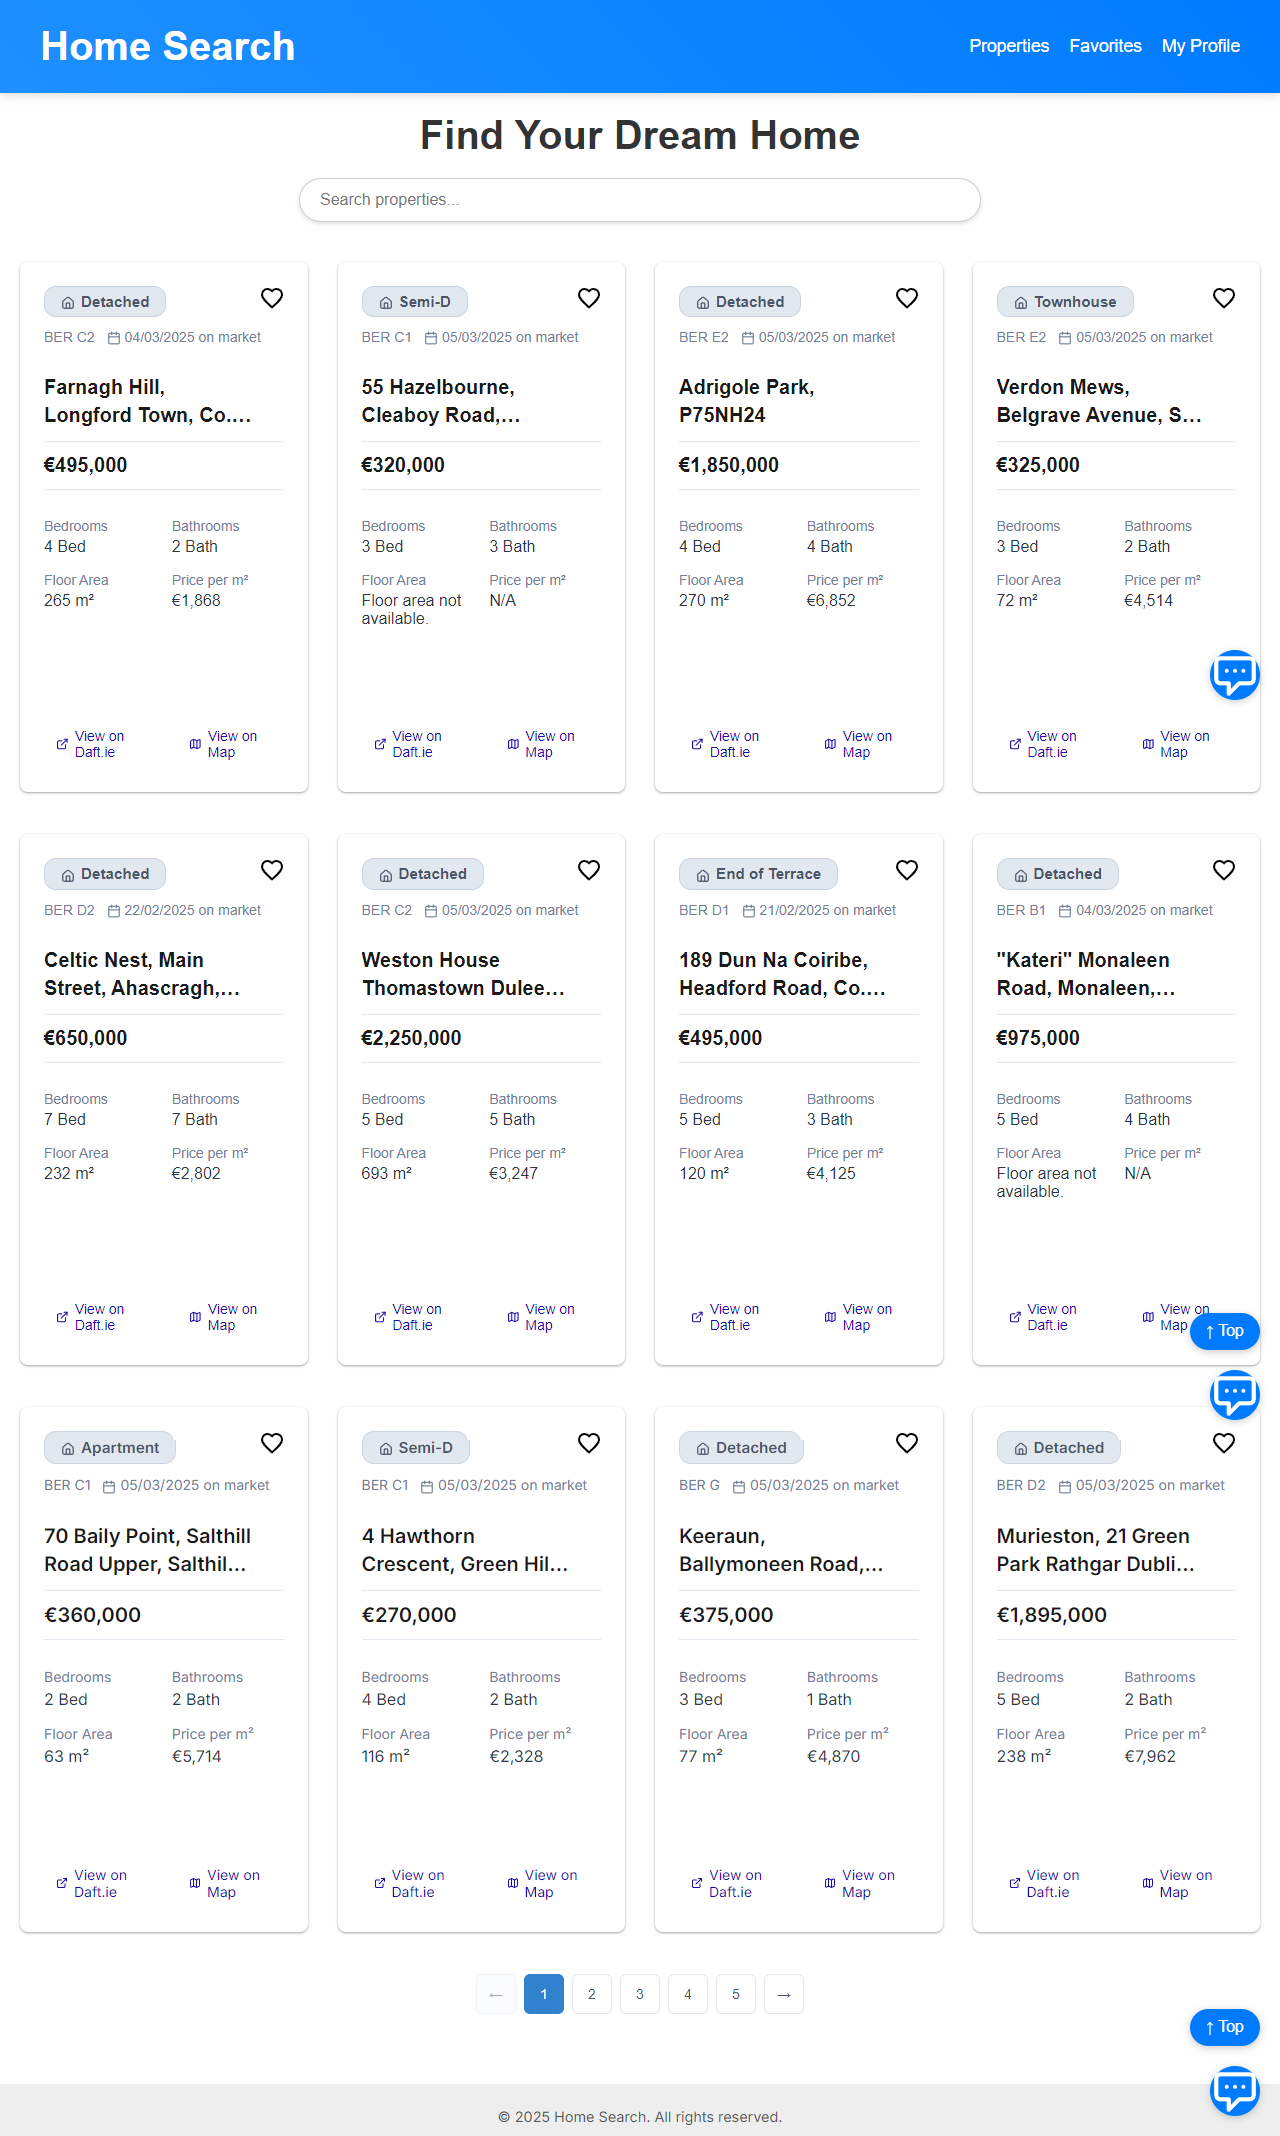 Home Search
Properties Favorites My Profile
Find Your Dream Home
Search properties...
Detached
BER C2 04/03/2025 on market
Farnagh Hill,
Longford Town, Co....
€495,000
Bedrooms Bathrooms
4 Bed 2 Bath
Floor Area Price per m²
265 m² €1,868
View on Daft.ie
View on Map
Semi-D
BER C1 05/03/2025 on market
55 Hazelbourne,
Cleaboy Road,...
€320,000
Bedrooms Bathrooms
3 Bed 3 Bath
Floor Area Price per m²
Floor area not N/A
available.
View on Daft.ie
View on Map
Detached
BER E2 05/03/2025 on market
Adrigole Park,
P75NH24
€1,850,000
Bedrooms Bathrooms
4 Bed 4 Bath
Floor Area Price per m²
270 m² €6,852
View on Daft.ie
View on Map
Townhouse
BER E2 05/03/2025 on market
Verdon Mews,
Belgrave Avenue, S...
€325,000
Bedrooms Bathrooms
3 Bed 2 Bath
Floor Area Price per m²
72 m² €4,514
View on Daft.ie
View on Map
Detached
BER D2 22/02/2025 on market
Celtic Nest, Main
Street, Ahascragh,...
€650,000
Bedrooms Bathrooms
7 Bed 7 Bath
Floor Area Price per m²
232 m² €2,802
View on Daft.ie
View on Map
Detached
BER C2 05/03/2025 on market
Weston House
Thomastown Dulee...
€2,250,000
Bedrooms Bathrooms
5 Bed 5 Bath
Floor Area Price per m²
693 m² €3,247
View on Daft.ie
View on Map
End of Terrace
BER D1 21/02/2025 on market
189 Dun Na Coiribe,
Headford Road, Co....
€495,000
Bedrooms Bathrooms
5 Bed 3 Bath
Floor Area Price per m²
120 m² €4,125
View on Daft.ie
View on Map
Detached
BER B1 04/03/2025 on market
"Kateri" Monaleen
Road, Monaleen,...
€975,000
Bedrooms Bathrooms
5 Bed 4 Bath
Floor Area Price per m²
Floor area not N/A
available.
View on Daft.ie
View on Map
↑ Top
Apartment
BER C1 05/03/2025 on market
70 Baily Point, Salthill
Road Upper, Salthil...
€360,000
Bedrooms Bathrooms
2 Bed 2 Bath
Floor Area Price per m²
63 m² €5,714
View on Daft.ie
View on Map
Semi-D
BER C1 05/03/2025 on market
4 Hawthorn
Crescent, Green Hil...
€270,000
Bedrooms Bathrooms
4 Bed 2 Bath
Floor Area Price per m²
116 m² €2,328
View on Daft.ie
View on Map
Detached
BER G 05/03/2025 on market
Keeraun,
Ballymoneen Road,...
€375,000
Bedrooms Bathrooms
3 Bed 1 Bath
Floor Area Price per m²
77 m² €4,870
View on Daft.ie
View on Map
Detached
BER D2 05/03/2025 on market
Murieston, 21 Green
Park Rathgar Dubli...
€1,895,000
Bedrooms Bathrooms
5 Bed 2 Bath
Floor Area Price per m²
238 m² €7,962
View on Daft.ie
View on Map
← 1 2 3 4 5 →
↑ Top
© 2025 Home Search. All rights reserved.